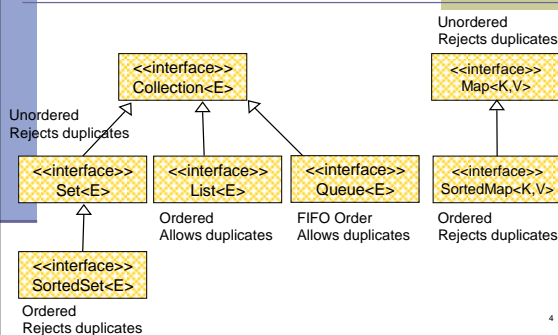 Unordered
Rejects duplicates
<<interface>>
Collection<E>
<<interface>>
Map<K,V>
Unordered
Rejects duplicates
<<interface>>
Set<E>
<<interface>>
List<E>
<<interface>>
Queue<E>
<<interface>>
SortedMap<K,V>
Ordered
Allows duplicates
FIFO Order
Allows duplicates
Ordered
Rejects duplicates
<<interface>>
SortedSet<E>
Ordered
Rejects duplicates
4